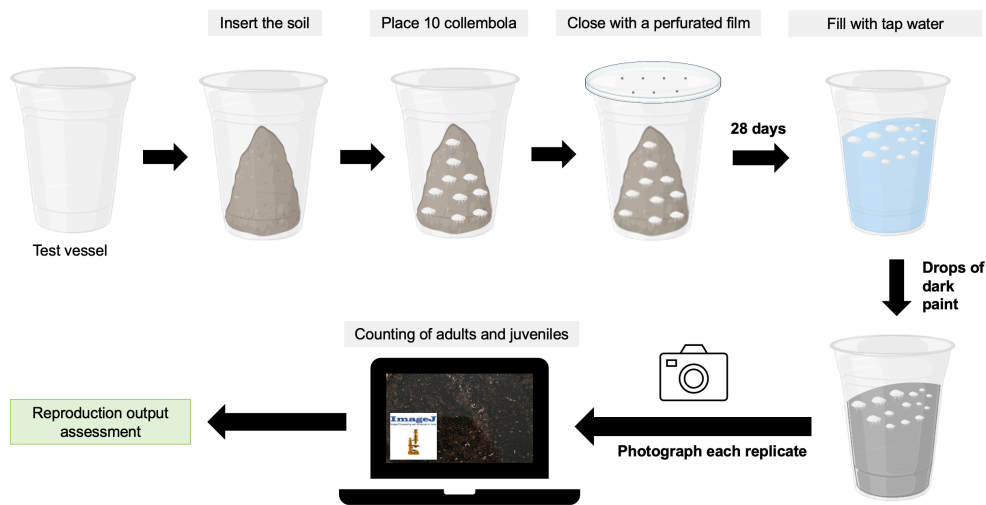 Insert the soil
Place 10 collembola
Close with a perfurated film
Fill with tap water
28 days
Test vessel
Drops of
dark
paint
Counting of adults and juveniles
ImageJ
Photograph each replicate
Reproduction output
assessment